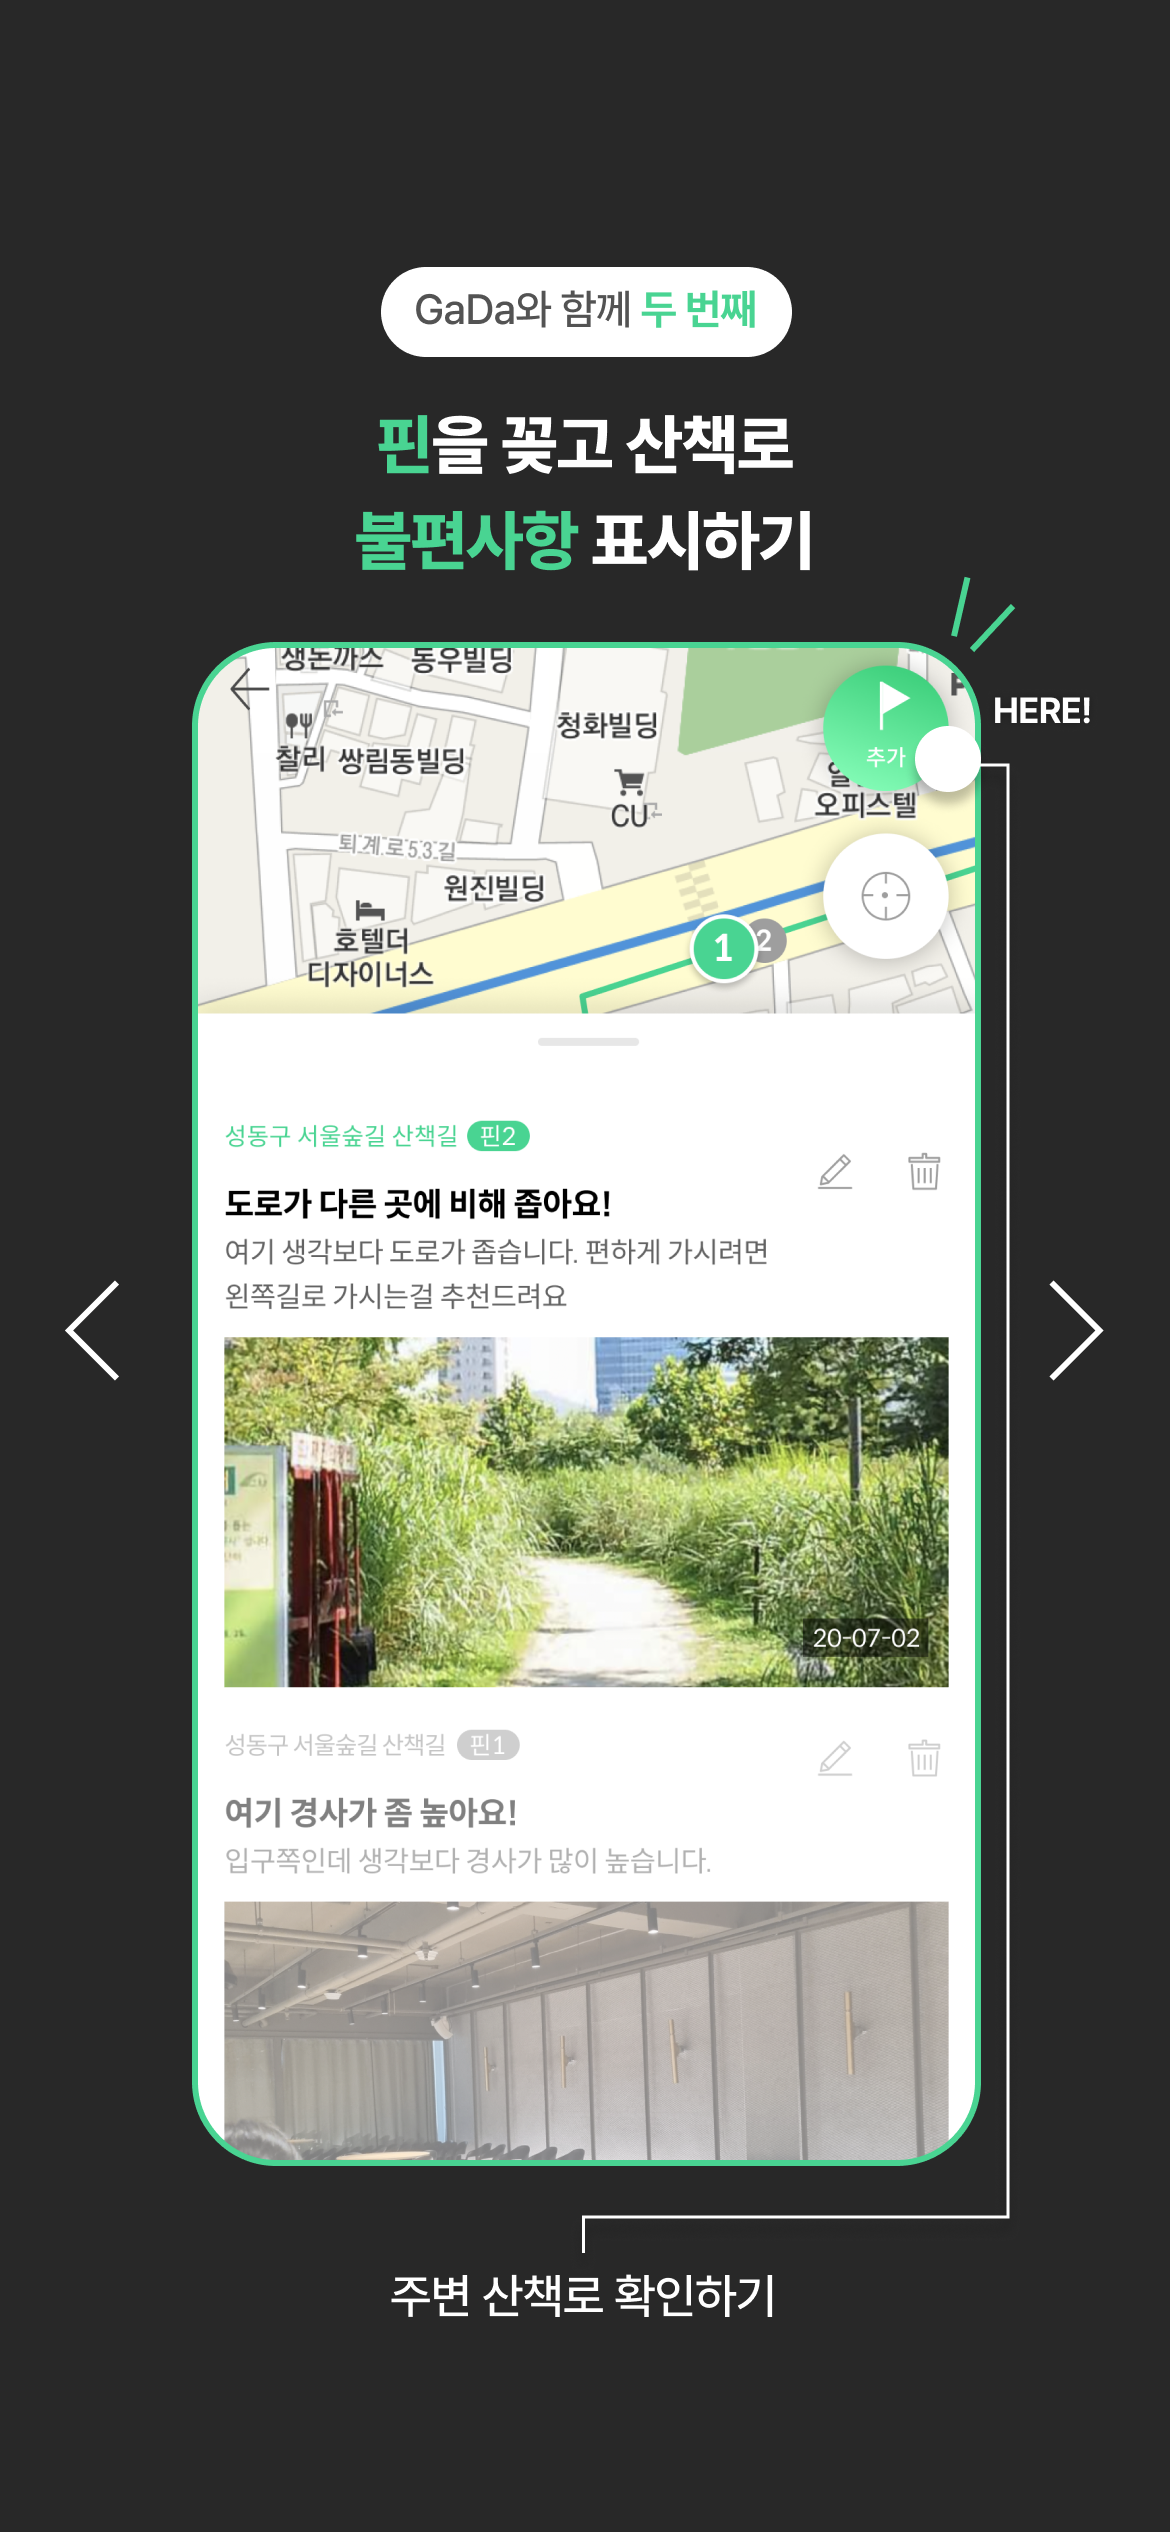 GaDa와 함께 두 번째
핀을 꽂고 산책로
불편사항 표시하기
HERE!
생돈까스 동우빌딩
찰리 쌍림동빌딩
청화빌딩
CU
추가
오피스텔
퇴계로53길
원진빌딩
호텔더
디자이너스
1
2
성동구 서울숲길 산책길 핀2
도로가 다른 곳에 비해 좁아요!
여기 생각보다 도로가 좁습니다. 편하게 가시려면
왼쪽길로 가시는걸 추천드려요
20-07-02
성동구 서울숲길 산책길 핀1
여기 경사가 좀 높아요!
입구쪽인데 생각보다 경사가 많이 높습니다.
주변 산책로 확인하기